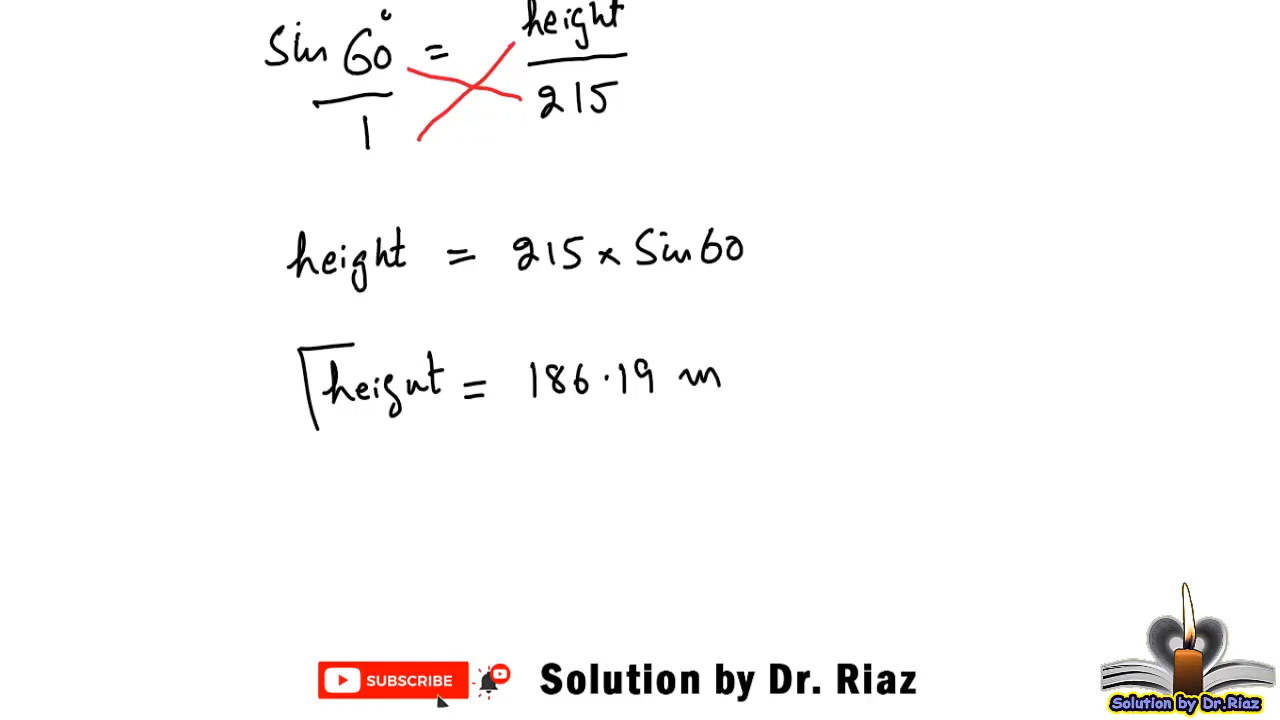 sin 60° = height
1 215
height = 215 × Sin 60
height = 186.19 m
SUBSCRIBE Solution by Dr. Riaz
Solution by Dr.Riaz